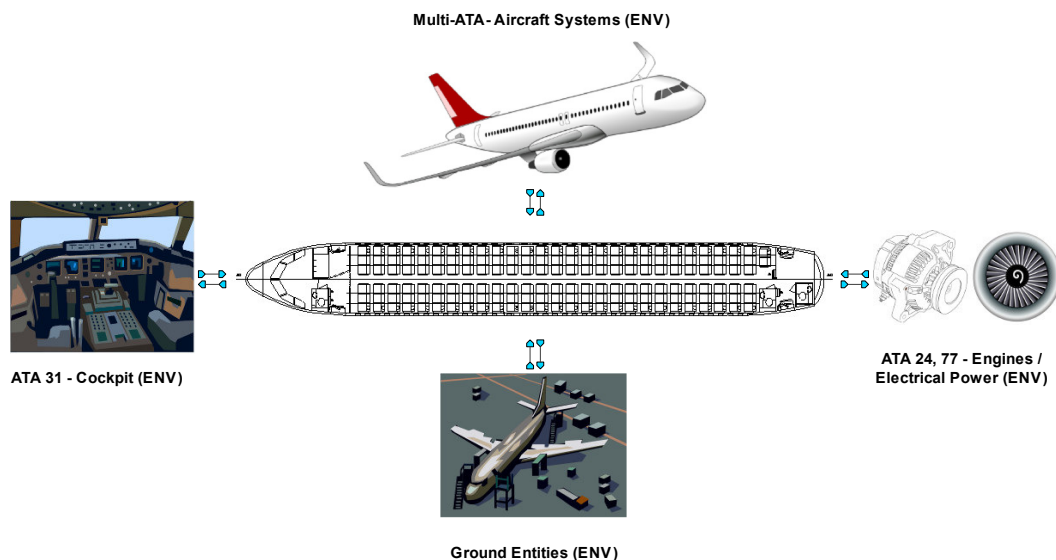 Multi-ATA- Aircraft Systems (ENV)
ATA 31 - Cockpit (ENV)
ATA 24, 77 - Engines /
Electrical Power (ENV)
Ground Entities (ENV)